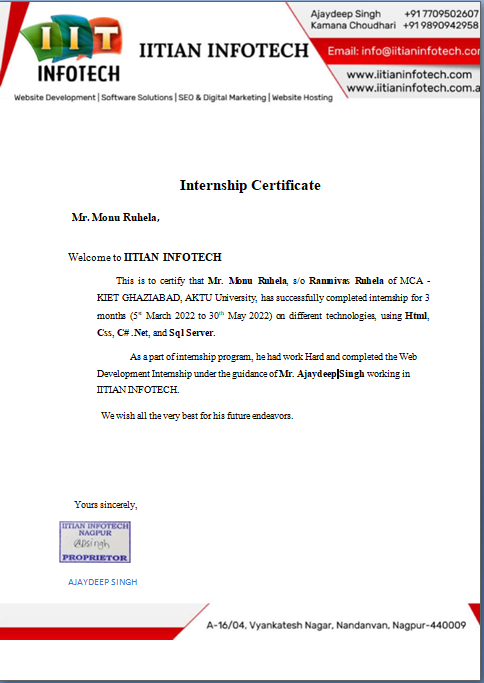 Ajaydeep Singh +91 7709502607
Kamana Choudhari +91 9890942958
IIT
INFOTECH
IITIAN INFOTECH
Email: info@iitianinfotech.com
www.iitianinfotech.com
www.iitianinfotech.com.a
Website Development | Software Solutions | SEO & Digital Marketing | Website Hosting
Internship Certificate
Mr. Monu Ruhela,
Welcome to IITIAN INFOTECH
This is to certify that Mr. Monu Ruhela, s/o Ramnivas Ruhela of MCA -
KIET GHAZIABAD, AKTU University, has successfully completed internship for 3
months (5st March 2022 to 30th May 2022) on different technologies, using Html,
Css, C# .Net, and Sql Server.
As a part of internship program, he had work Hard and completed the Web
Development Internship under the guidance of Mr. Ajaydeep Singh working in
IITIAN INFOTECH.
We wish all the very best for his future endeavors.
Yours sincerely,
IITIAN INFOTECH
NAGPUR
PROPRIETOR
AJAYDEEP SINGH
A-16/04, Vyankatesh Nagar, Nandanvan, Nagpur-440009